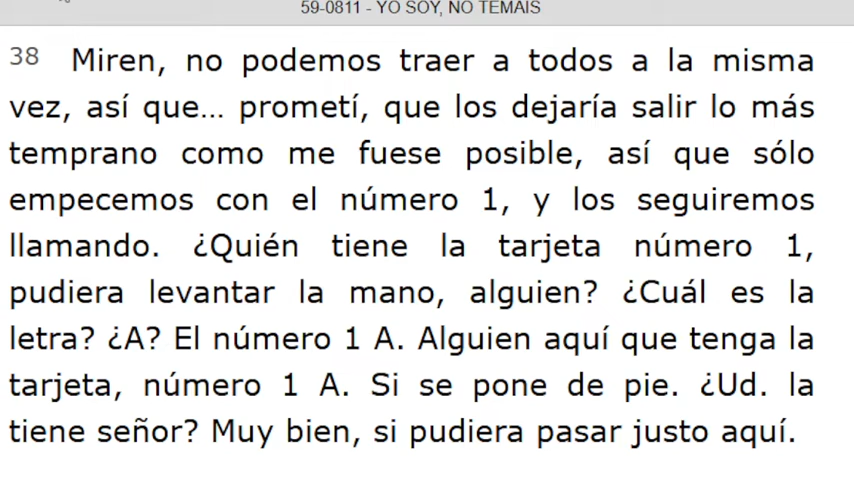 59-0811 - YO SOY, NO TEMAIS
38 Miren, no podemos traer a todos a la misma
vez, así que... prometí, que los dejaría salir lo más
temprano como me fuese posible, así que sólo
empecemos con el número 1, y los seguiremos
llamando. ¿Quién tiene la tarjeta número 1,
pudiera levantar la mano, alguien? ¿Cuál es la
letra? ¿A? El número 1 A. Alguien aquí que tenga la
tarjeta, número 1 A. Si se pone de pie. ¿Ud. la
tiene señor? Muy bien, si pudiera pasar justo aquí.